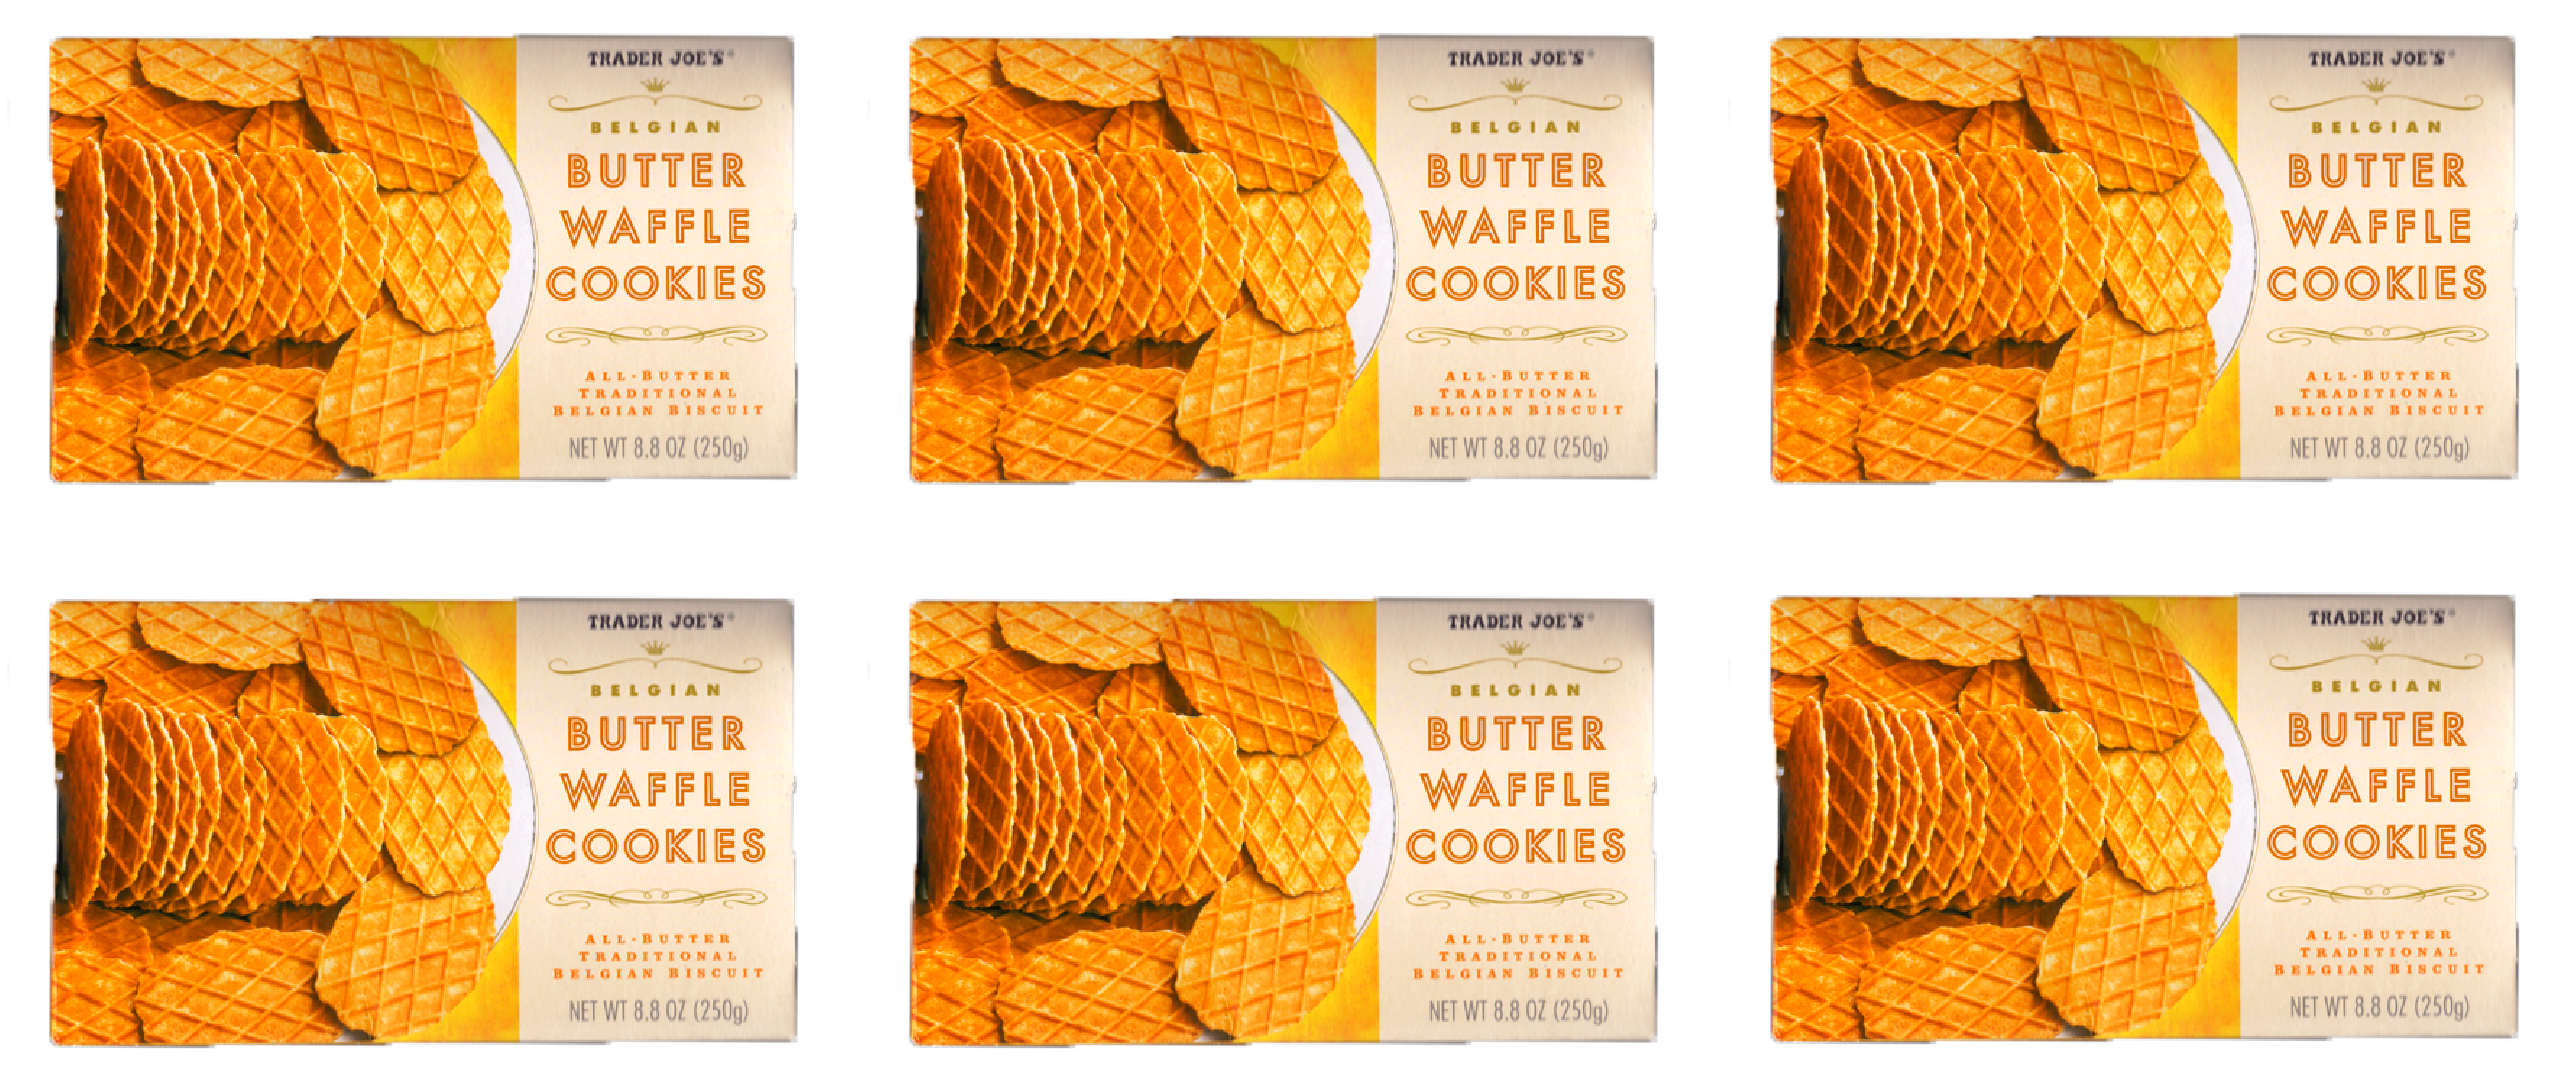 TRADER JOE'S®
BELGIAN
BUTTER
WAFFLE
COOKIES
ALL-BUTTER
TRADITIONAL
BELGIAN BISCUIT
NET WT 8.8 OZ (250g)
TRADER JOE'S®
BELGIAN
BUTTER
WAFFLE
COOKIES
ALL-BUTTER
TRADITIONAL
BELGIAN BISCUIT
NET WT 8.8 OZ (250g)
TRADER JOE'S®
BELGIAN
BUTTER
WAFFLE
COOKIES
ALL-BUTTER
TRADITIONAL
BELGIAN BISCUIT
NET WT 8.8 OZ (250g)
TRADER JOE'S®
BELGIAN
BUTTER
WAFFLE
COOKIES
ALL-BUTTER
TRADITIONAL
BELGIAN BISCUIT
NET WT 8.8 OZ (250g)
TRADER JOE'S®
BELGIAN
BUTTER
WAFFLE
COOKIES
ALL-BUTTER
TRADITIONAL
BELGIAN BISCUIT
NET WT 8.8 OZ (250g)
TRADER JOE'S®
BELGIAN
BUTTER
WAFFLE
COOKIES
ALL-BUTTER
TRADITIONAL
BELGIAN BISCUIT
NET WT 8.8 OZ (250g)